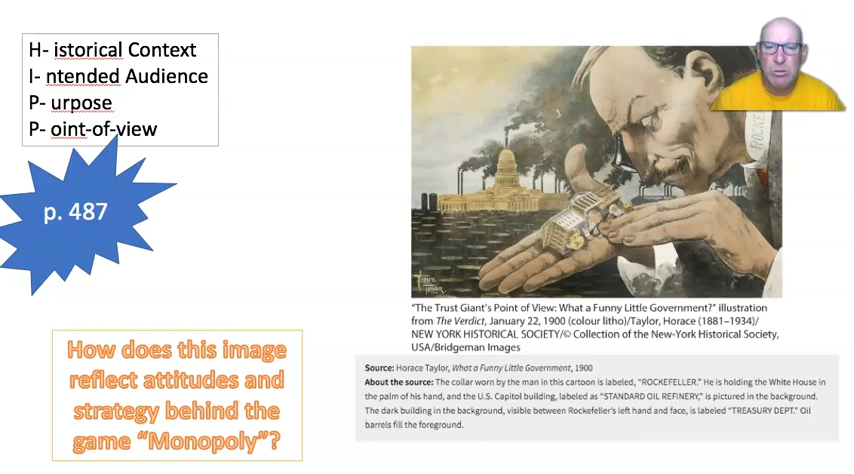 H- istorical Context
I- ntended Audience
P- urpose
P- oint-of-view
p. 487
How does this image
reflect attitudes and
strategy behind the
game “Monopoly”?
ROCKEFE
“The Trust Giant’s Point of View: What a Funny Little Government?” illustration
from The Verdict, January 22, 1900 (colour litho)/Taylor, Horace (1881–1934)/
NEW YORK HISTORICAL SOCIETY/© Collection of the New-York Historical Society,
USA/Bridgeman Images
Source: Horace Taylor, What a Funny Little Government, 1900
About the source: The collar worn by the man in this cartoon is labeled, “ROCKEFELLER.” He is holding the White House in
the palm of his hand, and the U.S. Capitol building, labeled as “STANDARD OIL REFINERY,” is pictured in the background.
The dark building in the background, visible between Rockefeller’s left hand and face, is labeled “TREASURY DEPT.” Oil
barrels fill the foreground.